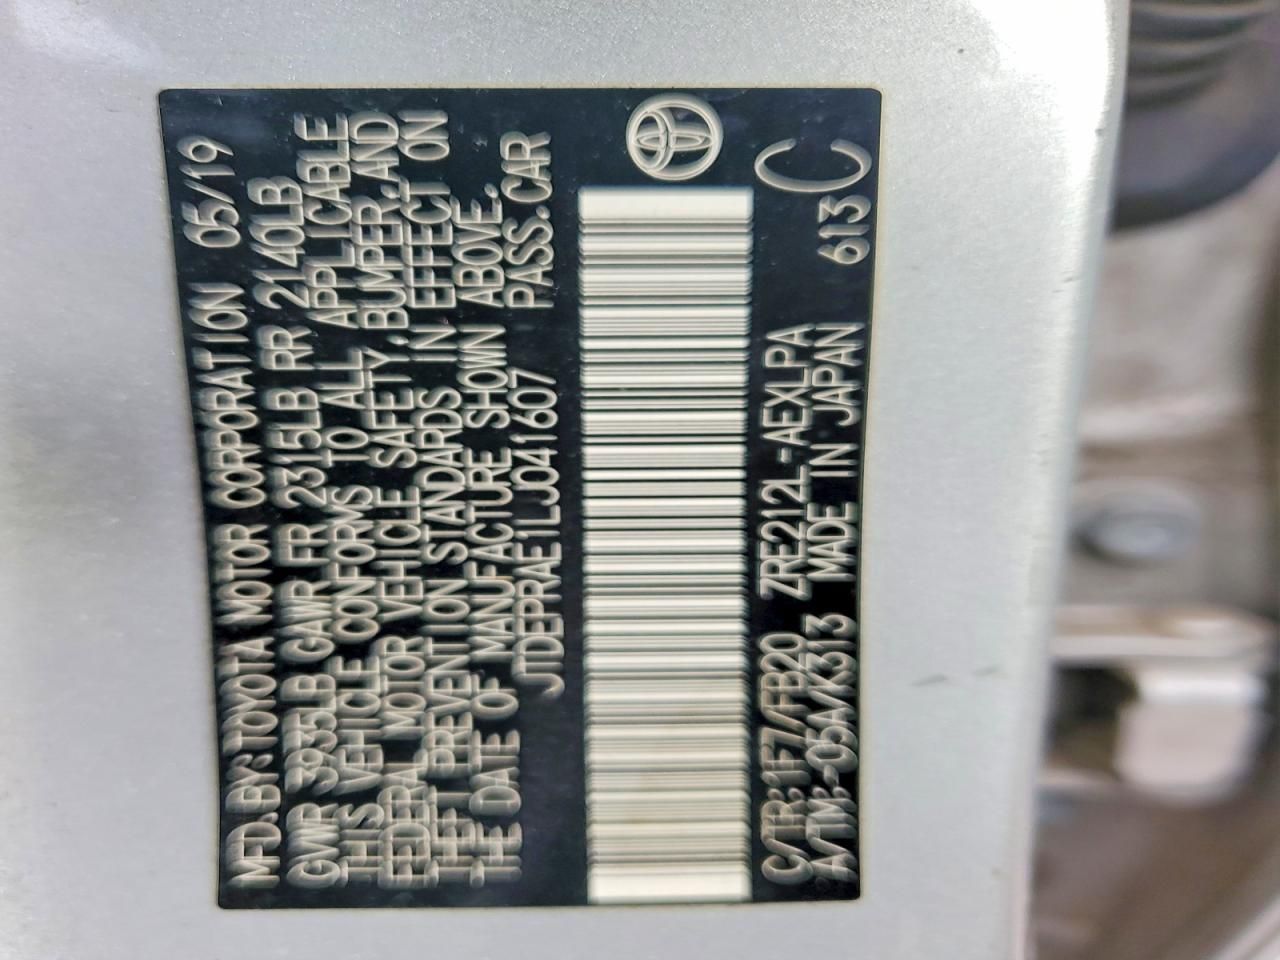 MFD. BY: TOYOTA MOTOR CORPORATION 05/19
GVWR 3935LB GAWR FR 2315LB RR 2140LB
THIS VEHICLE CONFORMS TO ALL APPLICABLE
FEDERAL MOTOR VEHICLE SAFETY, BUMPER, AND
THEFT PREVENTION STANDARDS IN EFFECT ON
THE DATE OF MANUFACTURE SHOWN ABOVE.
JTDEPRAE1LJ041607 PASS. CAR
C/TR: 1F7/FB20 ZRE212L-AEXLPA
A/TM: -05A/K313 MADE IN JAPAN 613 C